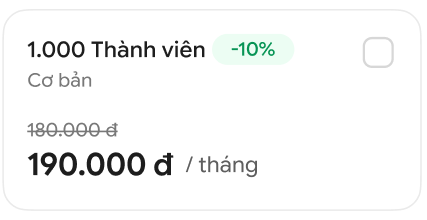 1.000 Thành viên -10%
Cơ bản
180.000 đ
190.000 đ / tháng